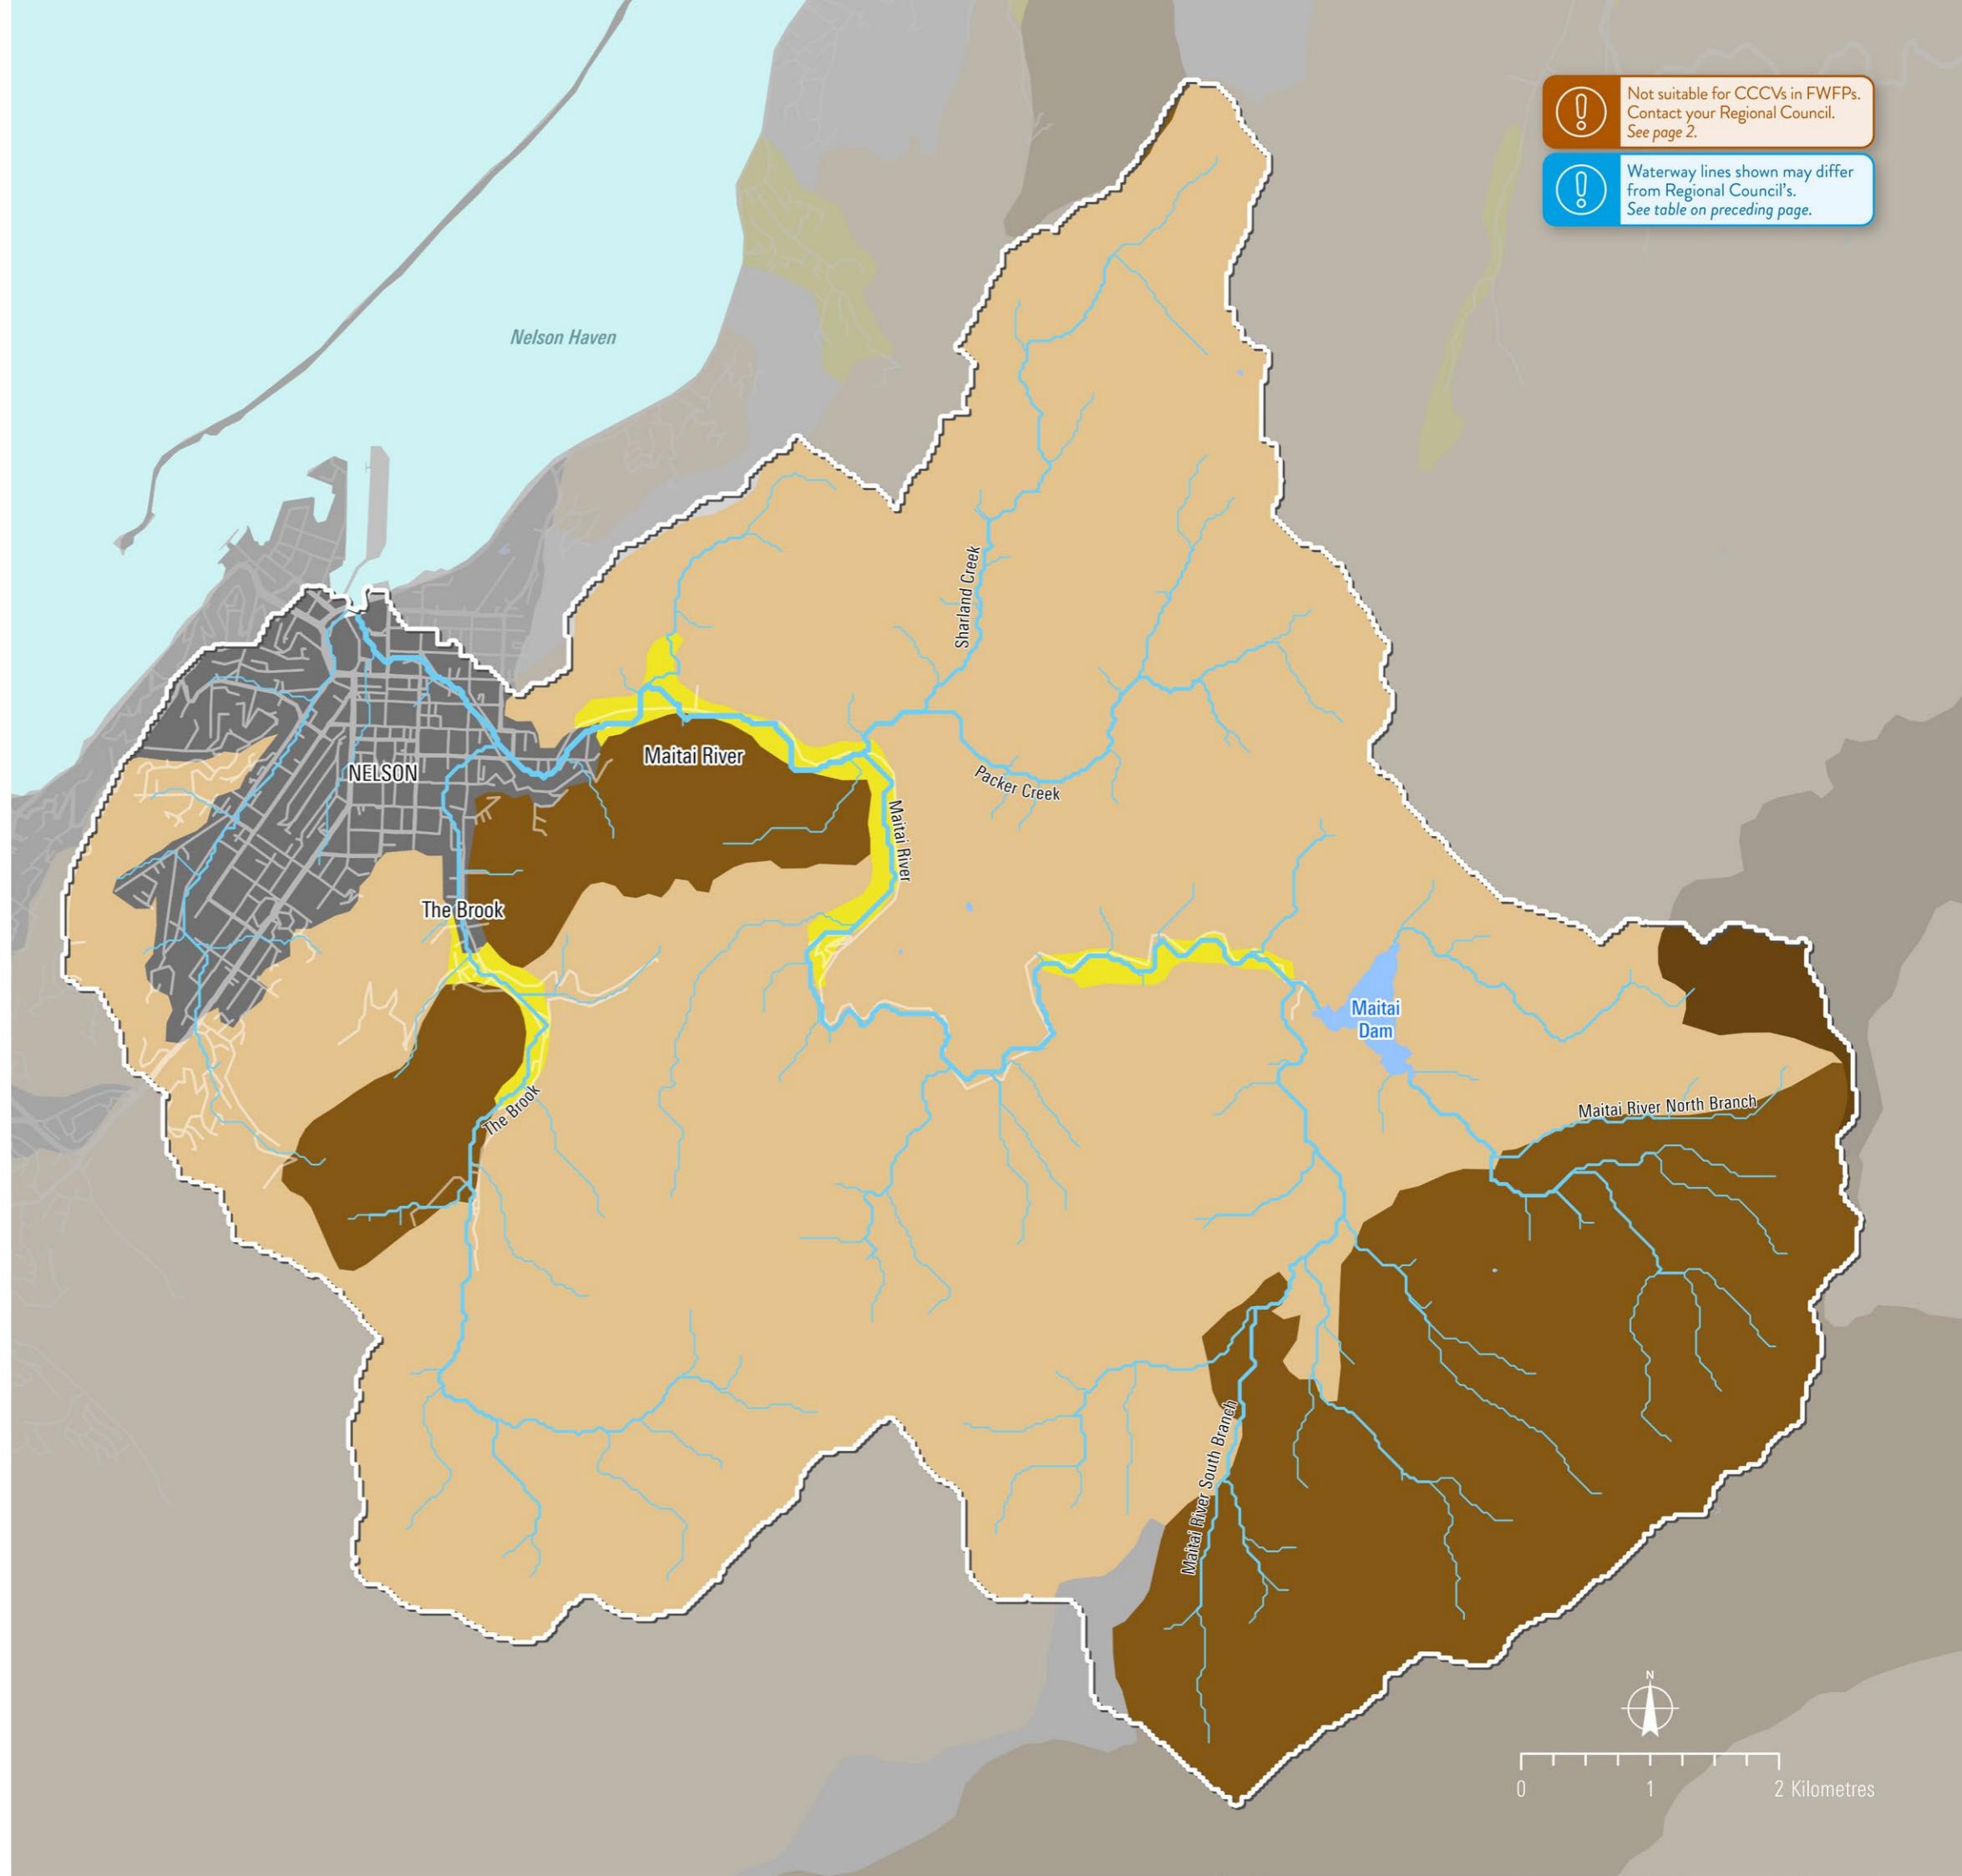 Not suitable for CCCVs in FWFPs.
Contact your Regional Council.
See page 2.
Waterway lines shown may differ
from Regional Council's.
See table on preceding page.
Nelson Haven
Sharland Creek
Maitai River
NELSON
Packer Creek
Maitai River
The Brook
Maitai
Dam
The Brook
Maitai River North Branch
Maitai River South Branch
N
0 1 2 Kilometres